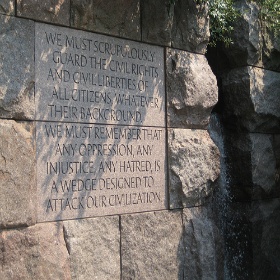 WE MUST SCRUPULOUSLY
GUARD THE CIVIL RIGHTS
AND CIVIL LIBERTIES OF
ALL CITIZENS, WHATEVER
THEIR BACKGROUND.
WE MUST REMEMBER THAT
ANY OPPRESSION, ANY
INJUSTICE, ANY HATRED, IS
A WEDGE DESIGNED TO
ATTACK OUR CIVILIZATION.